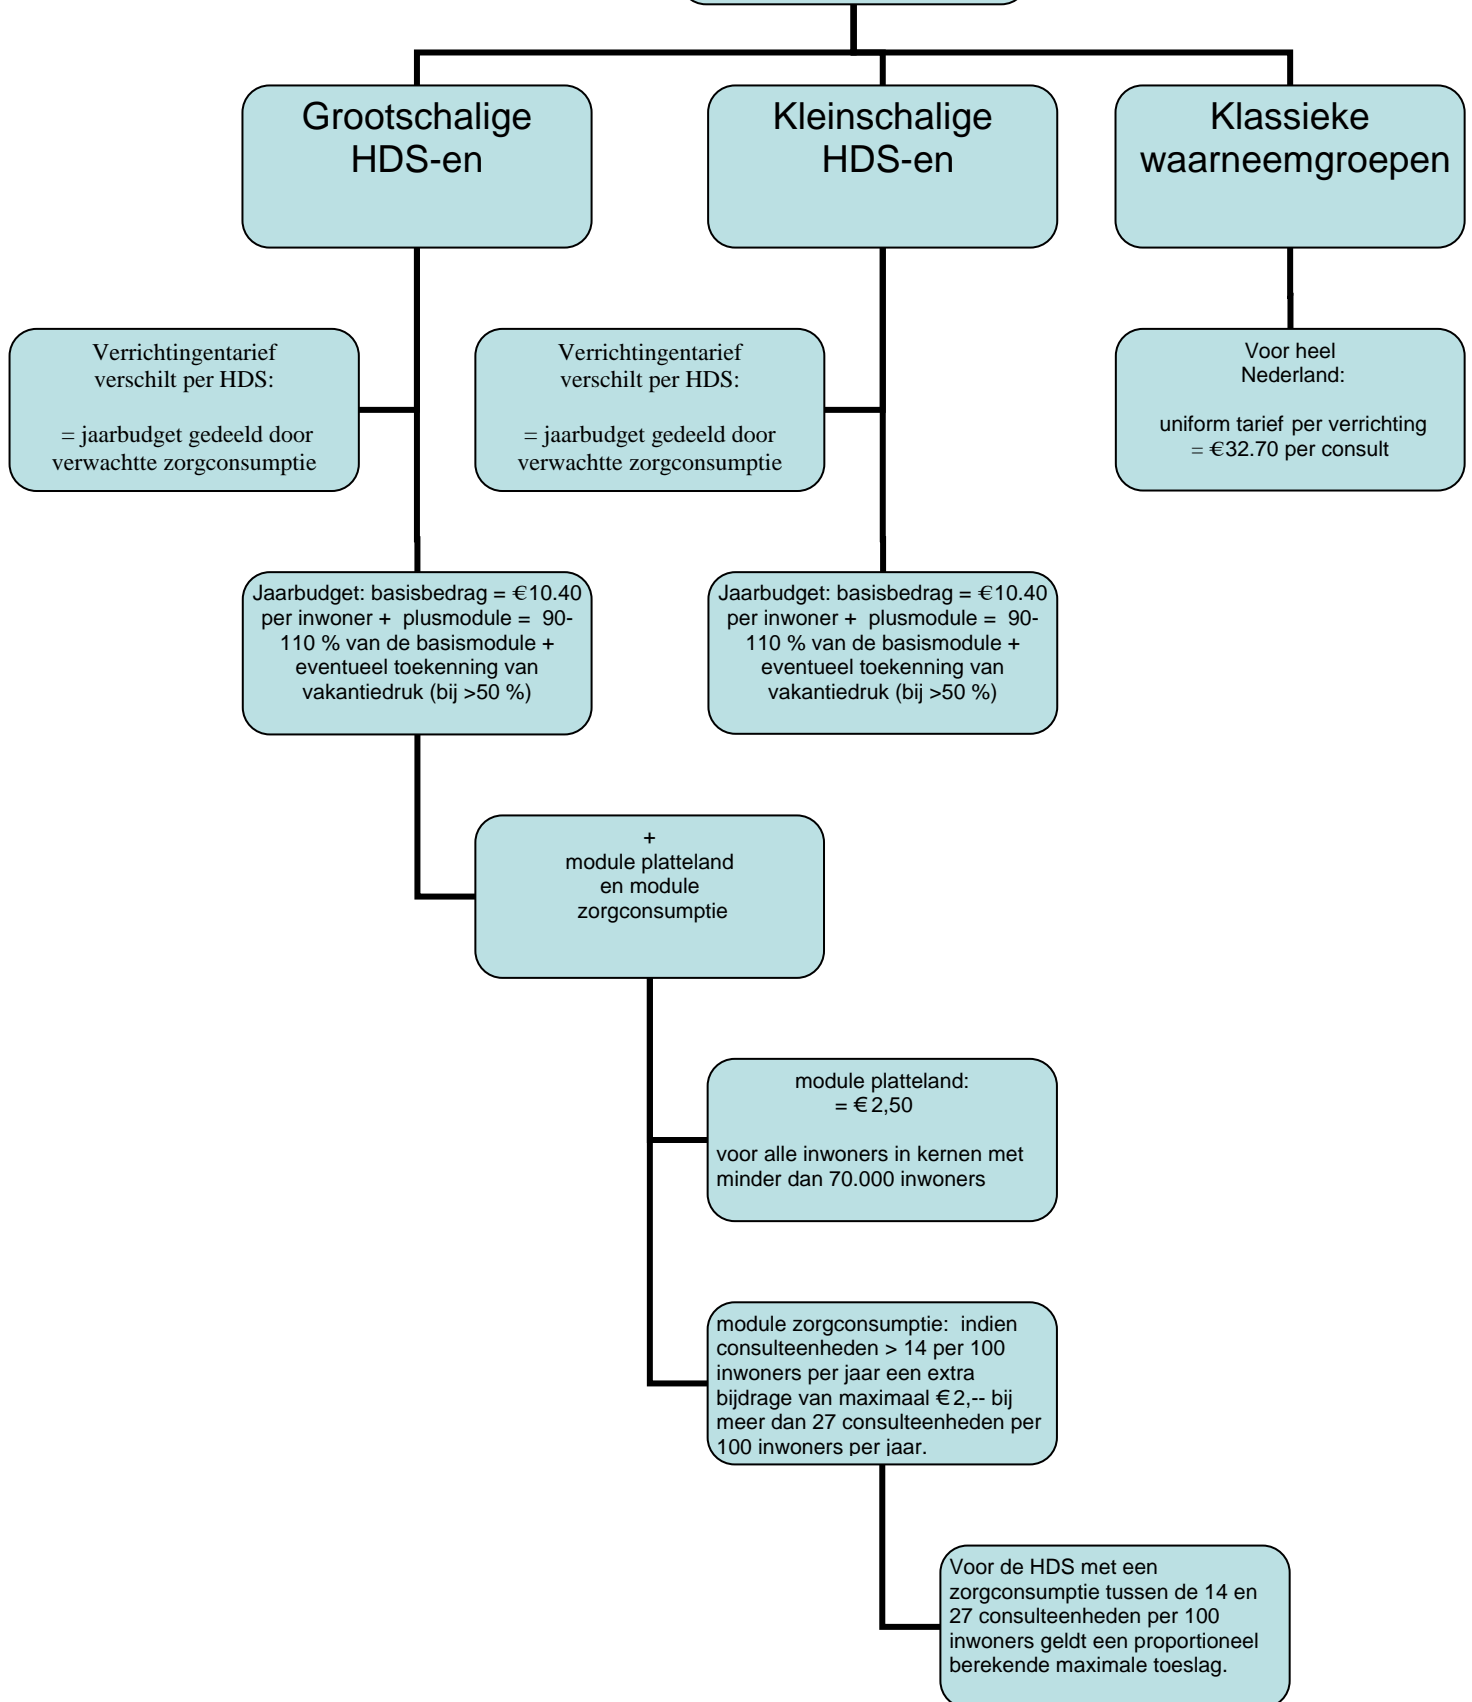 Grootschalige
HDS-en
Kleinschalige
HDS-en
Klassieke
waarneemgroepen
Verrichtingentarief
verschilt per HDS:
= jaarbudget gedeeld door
verwachtte zorgconsumptie
Verrichtingentarief
verschilt per HDS:
= jaarbudget gedeeld door
verwachtte zorgconsumptie
Voor heel
Nederland:
uniform tarief per verrichting
= €32.70 per consult
Jaarbudget: basisbedrag = €10.40
per inwoner + plusmodule = 90-
110 % van de basismodule +
eventueel toekenning van
vakantiedruk (bij >50 %)
Jaarbudget: basisbedrag = €10.40
per inwoner + plusmodule = 90-
110 % van de basismodule +
eventueel toekenning van
vakantiedruk (bij >50 %)
+
module platteland
en module
zorgconsumptie
module platteland:
= €2,50
voor alle inwoners in kernen met
minder dan 70.000 inwoners
module zorgconsumptie: indien
consulteenheden > 14 per 100
inwoners per jaar een extra
bijdrage van maximaal €2,-- bij
meer dan 27 consulteenheden per
100 inwoners per jaar.
Voor de HDS met een
zorgconsumptie tussen de 14 en
27 consulteenheden per 100
inwoners geldt een proportioneel
berekende maximale toeslag.